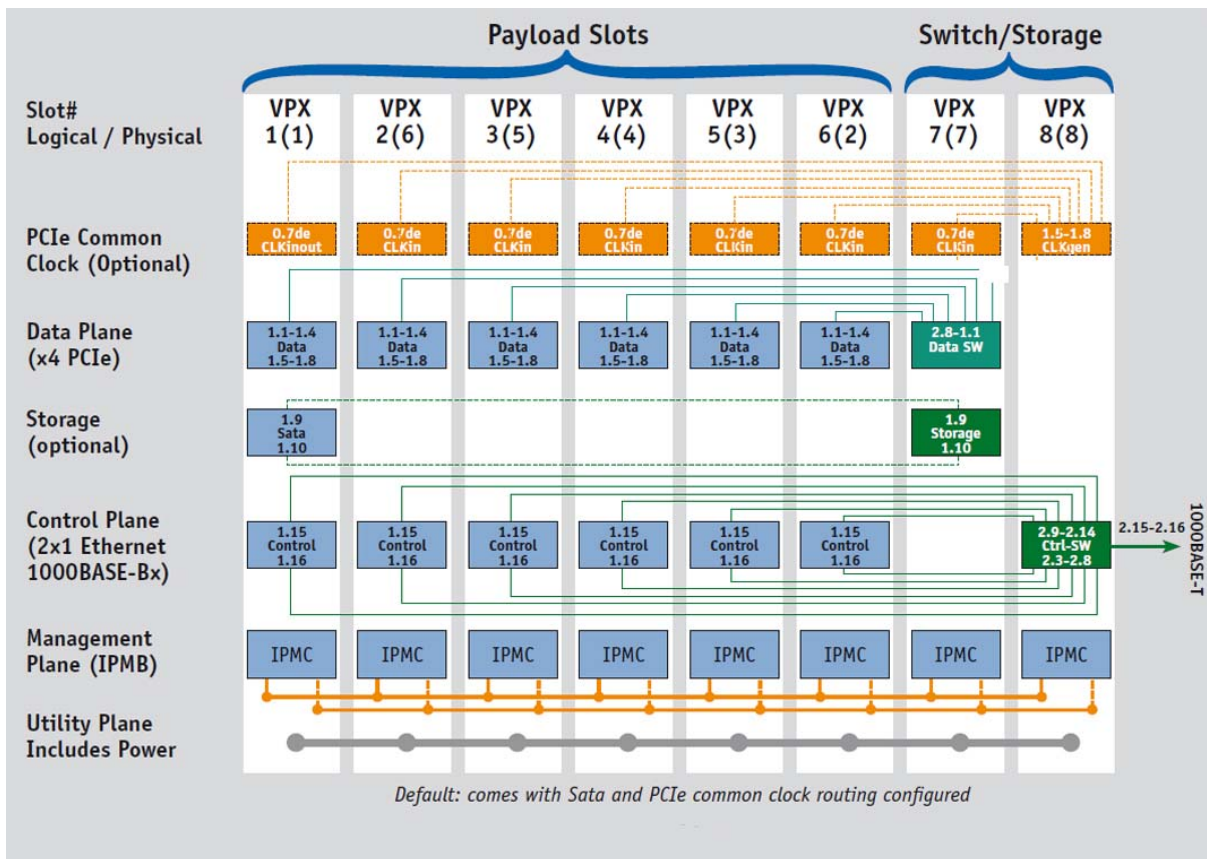 Payload Slots
Switch/Storage
Slot#
Logical / Physical
VPX
1(1)
VPX
2(6)
VPX
3(5)
VPX
4(4)
VPX
5(3)
VPX
6(2)
VPX
7(7)
VPX
8(8)
PCIe Common
Clock (Optional)
0.7de
CLKinout
0.7de
CLKin
0.7de
CLKin
0.7de
CLKin
0.7de
CLKin
0.7de
CLKin
0.7de
CLKin
1.5-1.8
CLKgen
Data Plane
(x4 PCIe)
1.1-1.4
Data
1.5-1.8
1.1-1.4
Data
1.5-1.8
1.1-1.4
Data
1.5-1.8
1.1-1.4
Data
1.5-1.8
1.1-1.4
Data
1.5-1.8
1.1-1.4
Data
1.5-1.8
2.8-1.1
Data SW
Storage
(optional)
1.9
Sata
1.10
1.9
Storage
1.10
Control Plane
(2x1 Ethernet
1000BASE-Bx)
1.15
Control
1.16
1.15
Control
1.16
1.15
Control
1.16
1.15
Control
1.16
1.15
Control
1.16
1.15
Control
1.16
2.9-2.14
Ctrl-SW
2.3-2.8
2.15-2.16
1000BASE-T
Management
Plane (IPMB)
IPMC
IPMC
IPMC
IPMC
IPMC
IPMC
IPMC
IPMC
Utility Plane
Includes Power
Default: comes with Sata and PCIe common clock routing configured